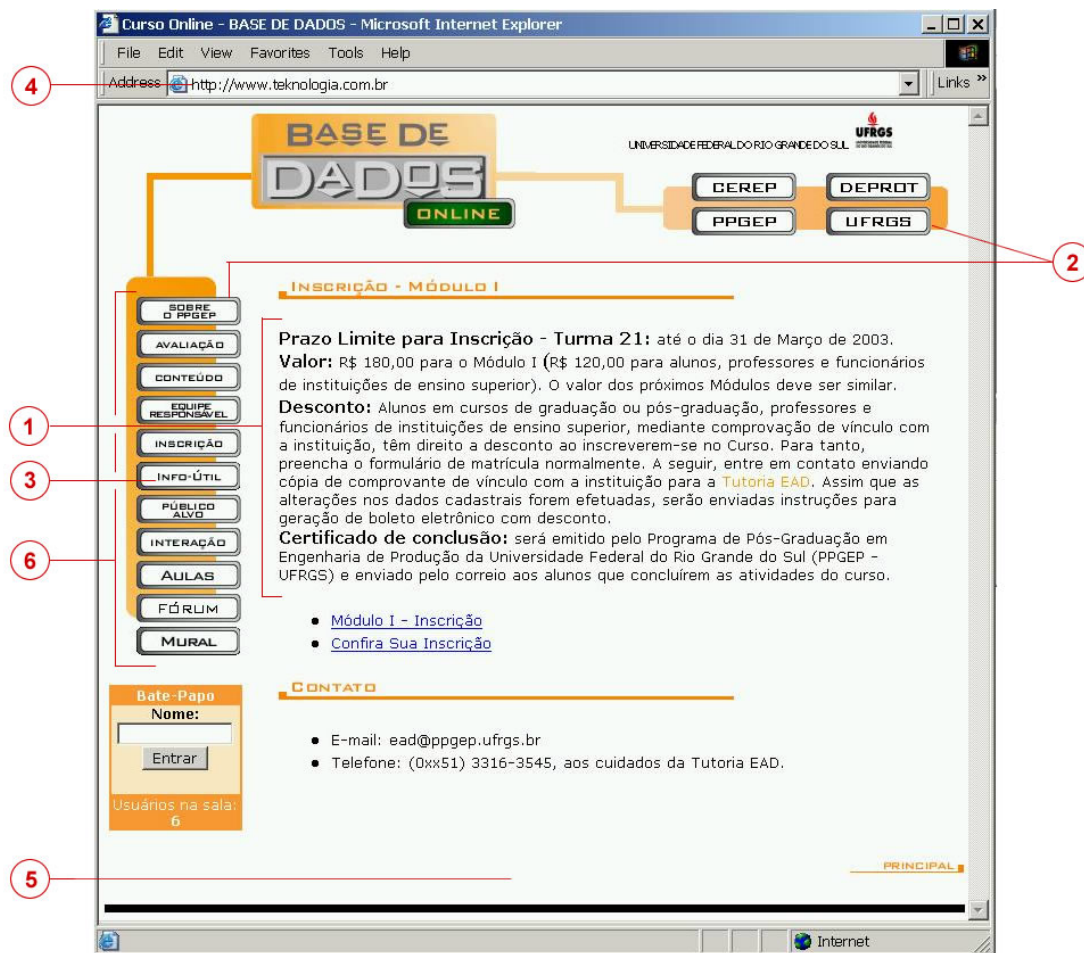 Curso Online - BASE DE DADOS - Microsoft Internet Explorer
File Edit View Favorites Tools Help
4
Address http://www.teknologia.com.br Links »
BASE DE
DADOS
ONLINE
UNIVERSIDADE FEDERAL DO RIO GRANDE DO SUL
UFRGS
CEREP DEPROT
PPGEP UFRGS
2
INSCRIÇÃO - MÓDULO I
SOBRE
O PPGEP
AVALIAÇÃO
CONTEÚDO
EQUIPE
RESPONSÁVEL
1
INSCRIÇÃO
3
INFO-ÚTIL
PÚBLICO
ALVO
INTERAÇÃO
6
AULAS
FÓRUM
MURAL
Prazo Limite para Inscrição - Turma 21: até o dia 31 de Março de 2003.
Valor: R$ 180,00 para o Módulo I (R$ 120,00 para alunos, professores e funcionários
de instituições de ensino superior). O valor dos próximos Módulos deve ser similar.
Desconto: Alunos em cursos de graduação ou pós-graduação, professores e
funcionários de instituições de ensino superior, mediante comprovação de vínculo com
a instituição, têm direito a desconto ao inscreverem-se no Curso. Para tanto,
preencha o formulário de matrícula normalmente. A seguir, entre em contato enviando
cópia de comprovante de vínculo com a instituição para a Tutoria EAD. Assim que as
alterações nos dados cadastrais forem efetuadas, serão enviadas instruções para
geração de boleto eletrônico com desconto.
Certificado de conclusão: será emitido pelo Programa de Pós-Graduação em
Engenharia de Produção da Universidade Federal do Rio Grande do Sul (PPGEP -
UFRGS) e enviado pelo correio aos alunos que concluírem as atividades do curso.
Módulo I - Inscrição
Confira Sua Inscrição
Bate-Papo
Nome:
Entrar
Usuários na sala:
6
CONTATO
E-mail: ead@ppgep.ufrgs.br
Telefone: (0xx51) 3316-3545, aos cuidados da Tutoria EAD.
5
PRINCIPAL
Internet